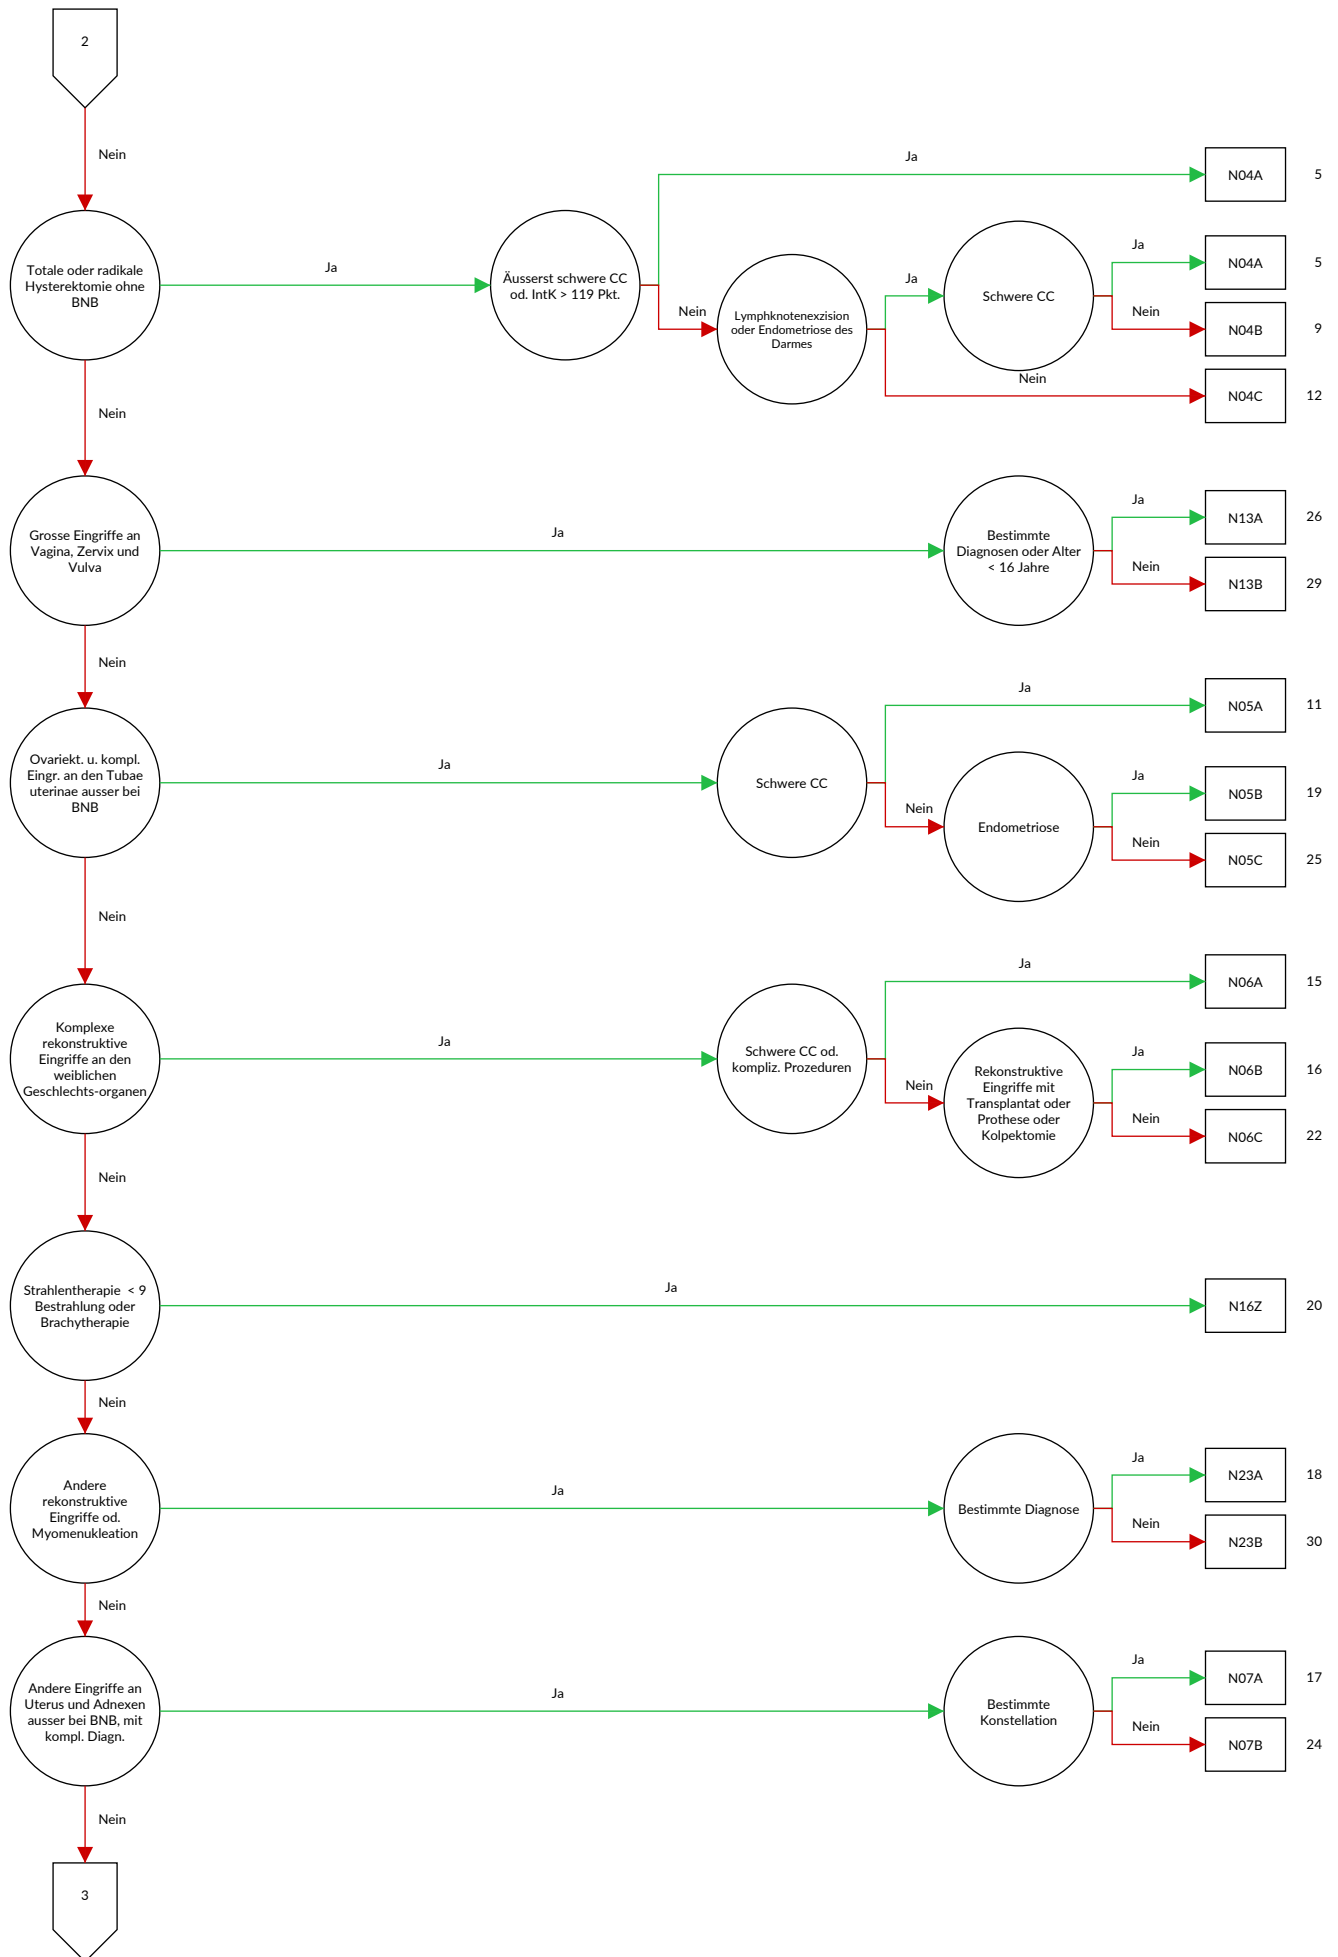 2
Nein
Ja
N04A
5
Totale oder radikale
Hysterektomie ohne
BNB
Ja
Äusserst schwere CC
od. IntK > 119 Pkt.
Nein
Lymphknotenexzision
oder Endometriose des
Darmes
Ja
Schwere CC
Ja
N04A
5
Nein
N04B
9
Nein
N04C
12
Nein
Grosse Eingriffe an
Vagina, Zervix und
Vulva
Ja
Bestimmte
Diagnosen oder Alter
< 16 Jahre
Ja
N13A
26
Nein
N13B
29
Nein
Ovariekt. u. kompl.
Eingr. an den Tubae
uterinae ausser bei
BNB
Ja
Schwere CC
Ja
N05A
11
Nein
Endometriose
Ja
N05B
19
Nein
N05C
25
Nein
Komplexe
rekonstruktive
Eingriffe an den
weiblichen
Geschlechts-organen
Ja
Schwere CC od.
kompliz. Prozeduren
Ja
N06A
15
Nein
Rekonstruktive
Eingriffe mit
Transplantat oder
Prothese oder
Kolpektomie
Ja
N06B
16
Nein
N06C
22
Nein
Strahlentherapie < 9
Bestrahlung oder
Brachytherapie
Ja
N16Z
20
Nein
Andere
rekonstruktive
Eingriffe od.
Myomenukleation
Ja
Bestimmte Diagnose
Ja
N23A
18
Nein
N23B
30
Nein
Andere Eingriffe an
Uterus und Adnexen
ausser bei BNB, mit
kompl. Diagn.
Ja
Bestimmte
Konstellation
Ja
N07A
17
Nein
N07B
24
Nein
3